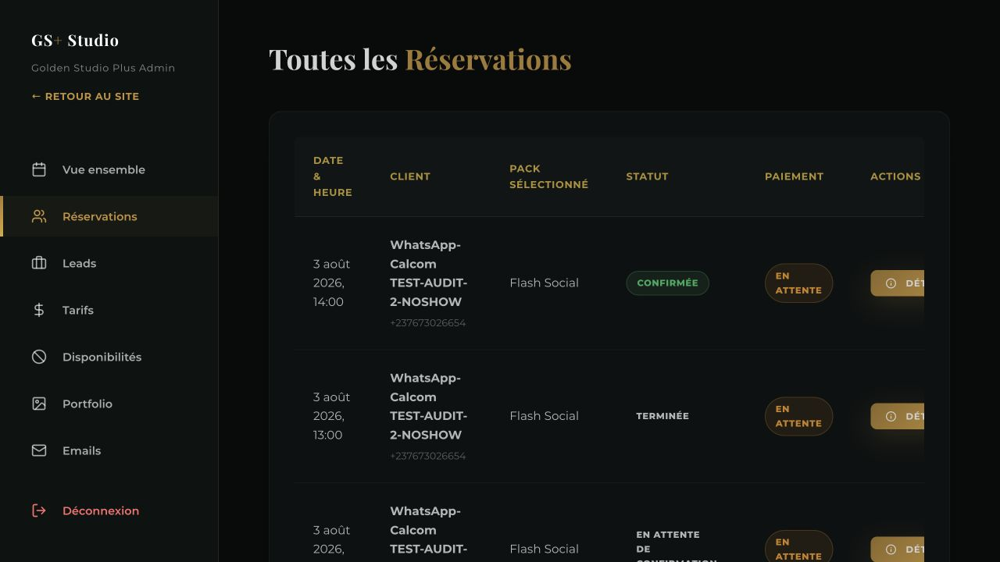 GS+ Studio
Golden Studio Plus Admin
← RETOUR AU SITE
Vue ensemble
Réservations
Leads
Tarifs
Disponibilités
Portfolio
Emails
Déconnexion
Toutes les Réservations
DATE
&
HEURE
CLIENT
PACK
SÉLECTIONNÉ
STATUT
PAIEMENT
ACTIONS
3 août
2026,
14:00
WhatsApp-
Calcom
TEST-AUDIT-
2-NOSHOW
+237673026654
Flash Social
CONFIRMÉE
EN
ATTENTE
DÉT
3 août
2026,
13:00
WhatsApp-
Calcom
TEST-AUDIT-
2-NOSHOW
+237673026654
Flash Social
TERMINÉE
EN
ATTENTE
DÉT
3 août
2026,
WhatsApp-
Calcom
TEST-AUDIT-
Flash Social
EN ATTENTE
DE
CONFIRMATION
EN
ATTENTE
DÉT